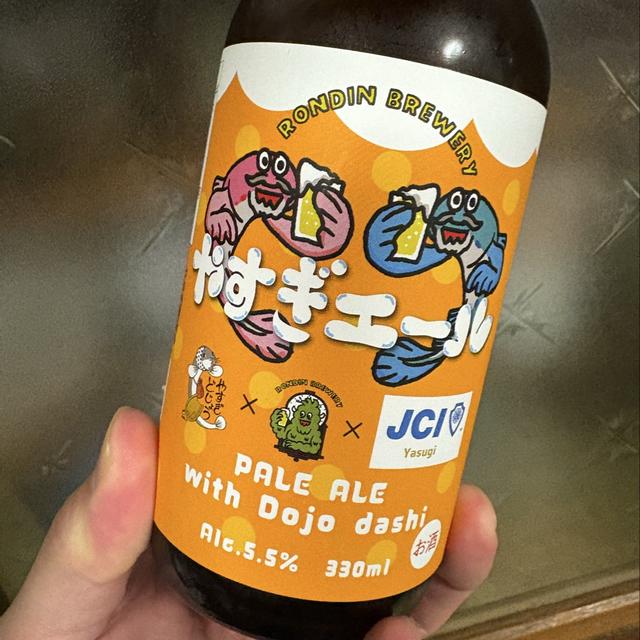 RONDIN BREWERY
やすぎエール
やすぎ
どじょう
×
RONDIN BREWERY
×
JCI
Yasugi
PALE ALE
with Dojo dashi
Alc.5.5% 330ml
お酒